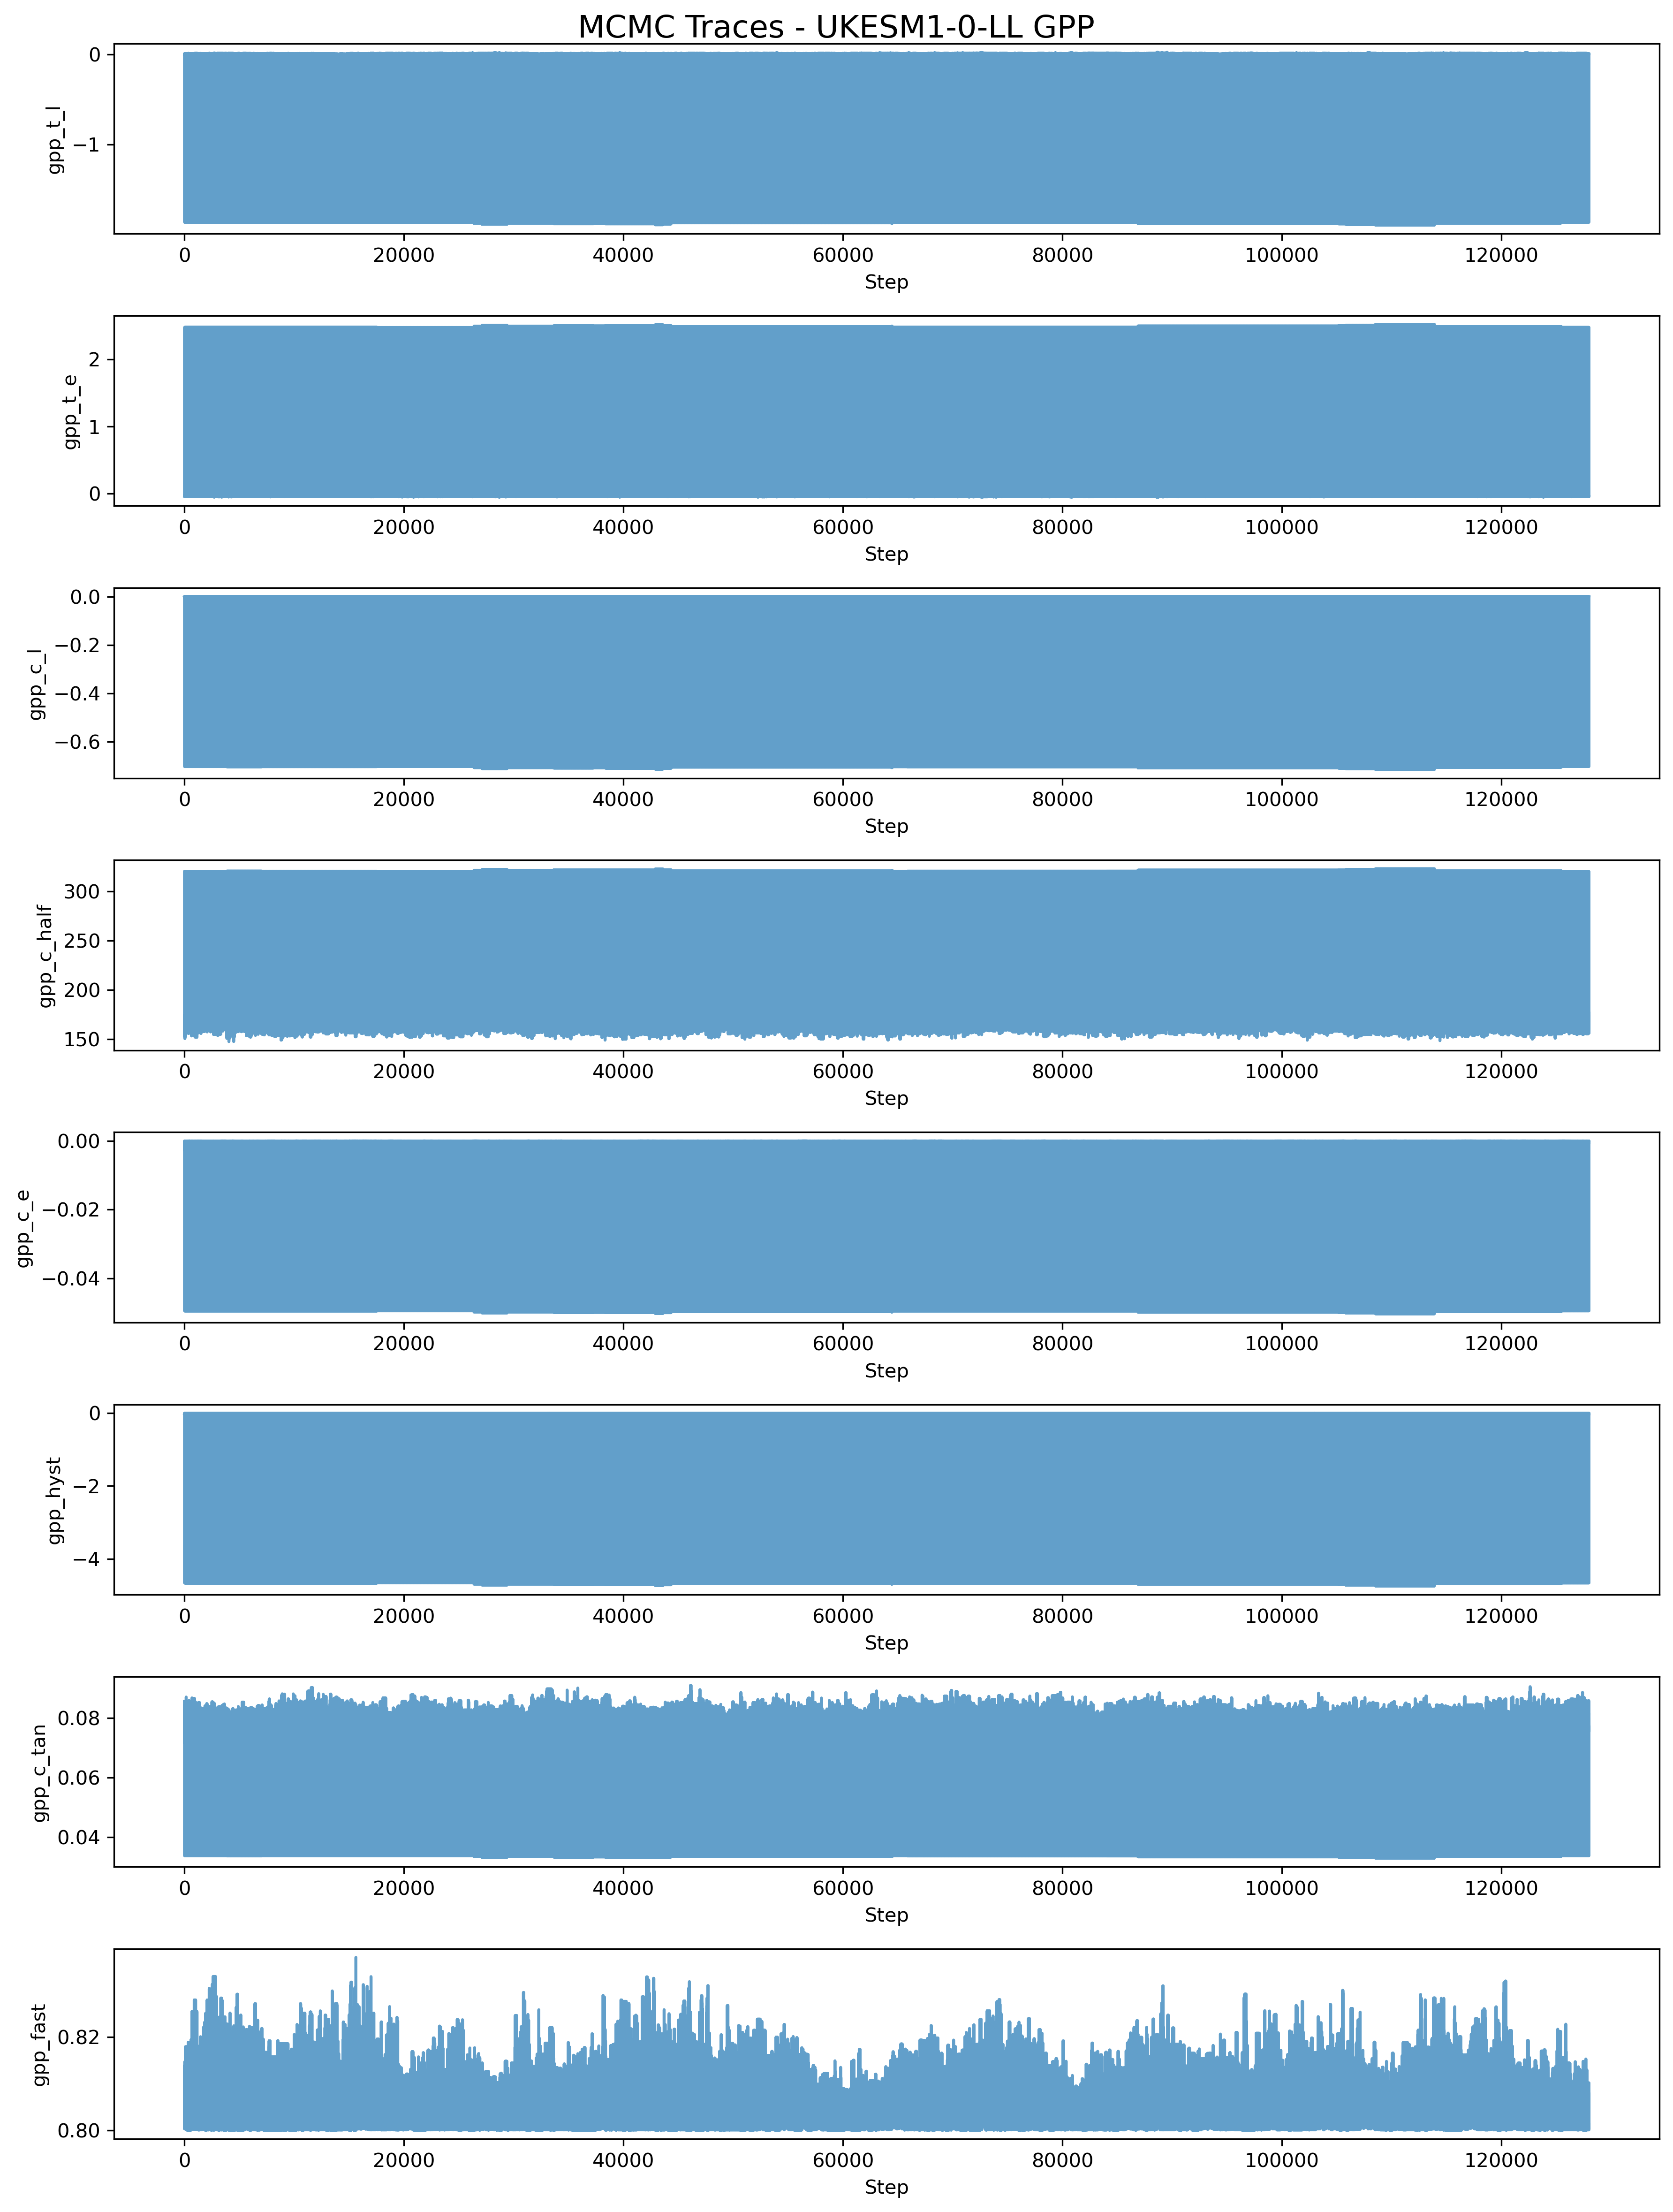 MCMC Traces - UKESM1-0-LL GPP
0
−1
gpp_t_l
0 20000 40000 60000 80000 100000 120000
Step
2
1
0
gpp_t_e
0 20000 40000 60000 80000 100000 120000
Step
0.0
−0.2
−0.4
−0.6
gpp_c_l
0 20000 40000 60000 80000 100000 120000
Step
300
250
200
150
gpp_c_half
0 20000 40000 60000 80000 100000 120000
Step
0.00
−0.02
−0.04
gpp_c_e
0 20000 40000 60000 80000 100000 120000
Step
0
−2
−4
gpp_hyst
0 20000 40000 60000 80000 100000 120000
Step
0.08
0.06
0.04
gpp_c_tan
0 20000 40000 60000 80000 100000 120000
Step
0.82
0.80
gpp_fast
0 20000 40000 60000 80000 100000 120000
Step